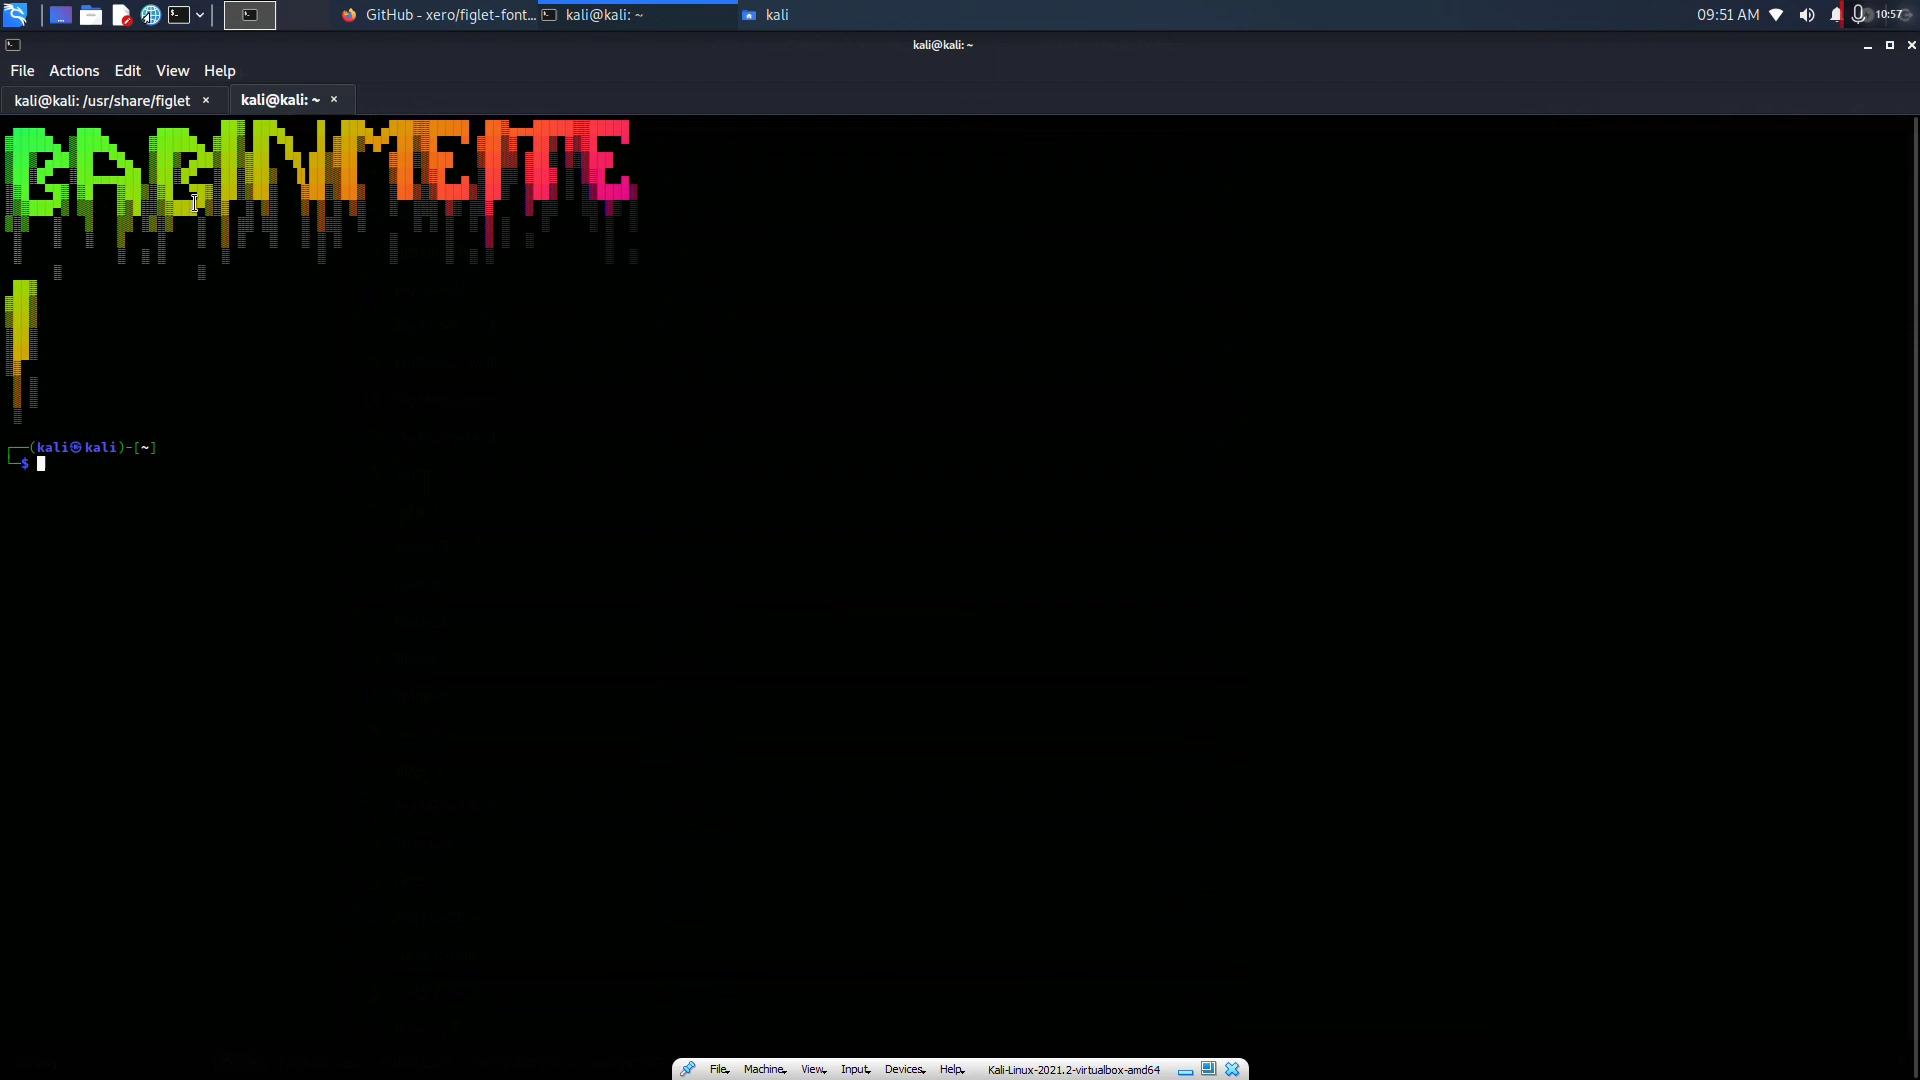 GitHub - xero/figlet-font...
kali@kali: ~
kali
09:51 AM
10:57
kali@kali: ~
File Actions Edit View Help
kali@kali: /usr/share/figlet ×
kali@kali: ~ ×
┌──(kali㉿kali)-[~]
└─$
File Machine View Input Devices Help Kali-Linux-2021.2-virtualbox-amd64